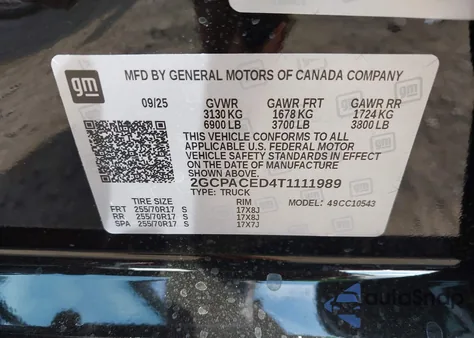 gm
MFD BY GENERAL MOTORS OF CANADA COMPANY
09/25 GVWR GAWR FRT GAWR RR
3130 KG 1678 KG 1724 KG
6900 LB 3700 LB 3800 LB
THIS VEHICLE CONFORMS TO ALL
APPLICABLE U.S. FEDERAL MOTOR
VEHICLE SAFETY STANDARDS IN EFFECT
ON THE DATE OF MANUFACTURE
SHOWN ABOVE.
2GCPACED4T1111989
TYPE: TRUCK MODEL: 49CC10543
TIRE SIZE RIM
FRT 255/70R17 S 17X8J
RR 255/70R17 S 17X8J
SPA 255/70R17 S 17X7J
AutoSnap